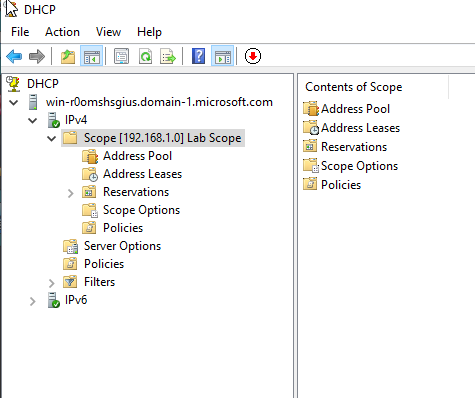 DHCP
File Action View Help
DHCP
win-r0omshsgius.domain-1.microsoft.com
IPv4
Scope [192.168.1.0] Lab Scope
Address Pool
Address Leases
Reservations
Scope Options
Policies
Server Options
Policies
Filters
IPv6
Contents of Scope
Address Pool
Address Leases
Reservations
Scope Options
Policies